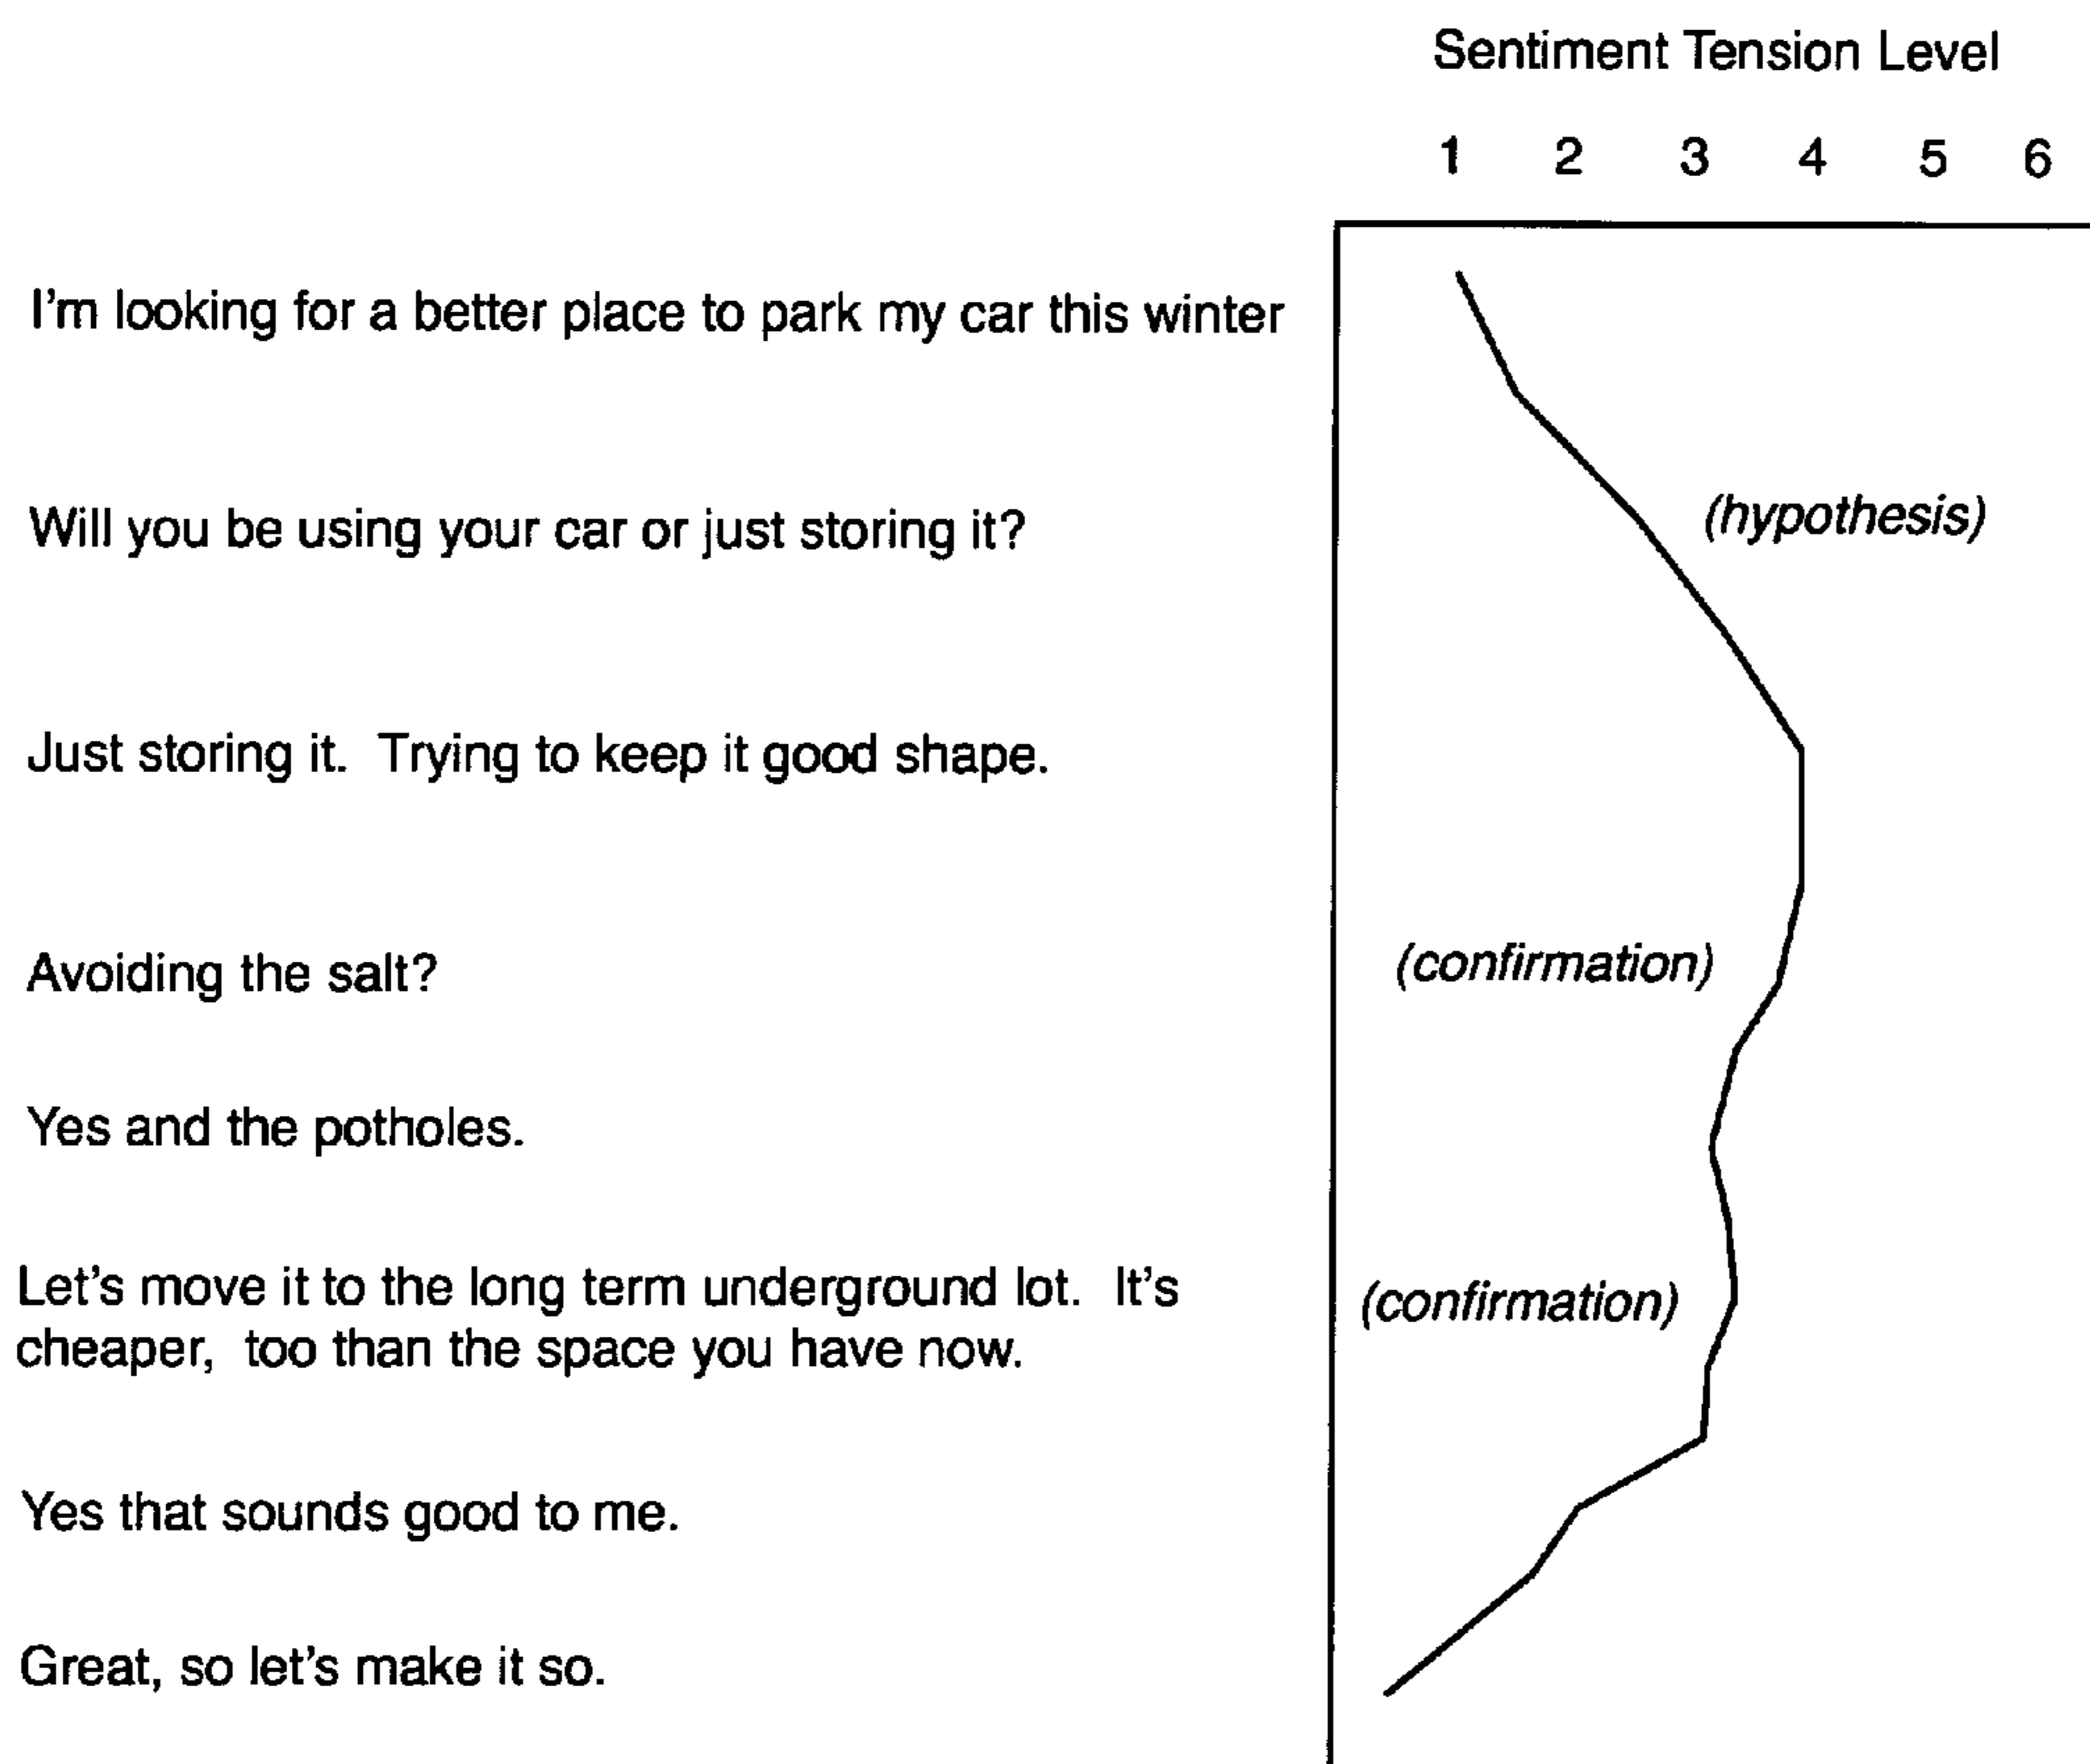 Sentiment Tension Level
1 2 3 4 5 6
I'm looking for a better place to park my car this winter
Will you be using your car or just storing it?
(hypothesis)
Just storing it. Trying to keep it good shape.
Avoiding the salt?
(confirmation)
Yes and the potholes.
Let's move it to the long term underground lot. It's
cheaper, too than the space you have now.
(confirmation)
Yes that sounds good to me.
Great, so let's make it so.